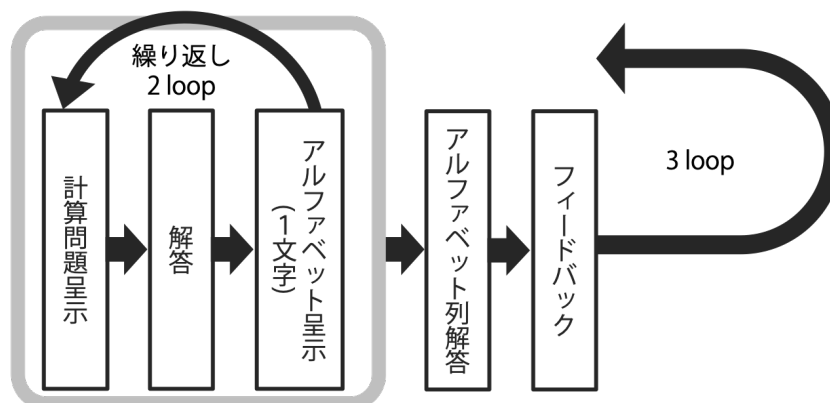 繰り返し
2 loop
計算問題呈示
解答
アルファベット呈示
(1文字)
アルファベット列解答
フィードバック
3 loop